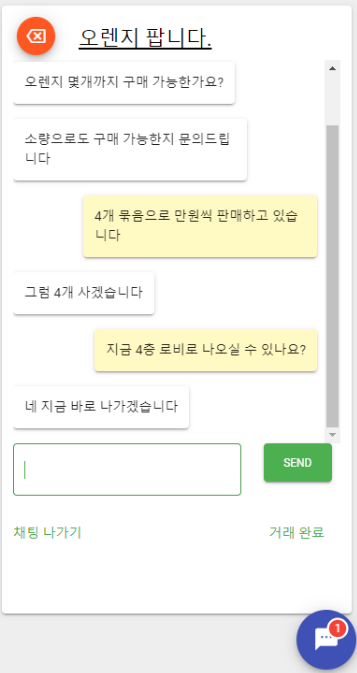 오렌지 팝니다.
오렌지 몇개까지 구매 가능한가요?
소량으로도 구매 가능한지 문의드립
니다
4개 묶음으로 만원씩 판매하고 있습
니다
그럼 4개 사겠습니다
지금 4층 로비로 나오실 수 있나요?
네 지금 바로 나가겠습니다
SEND
채팅 나가기
거래 완료
1